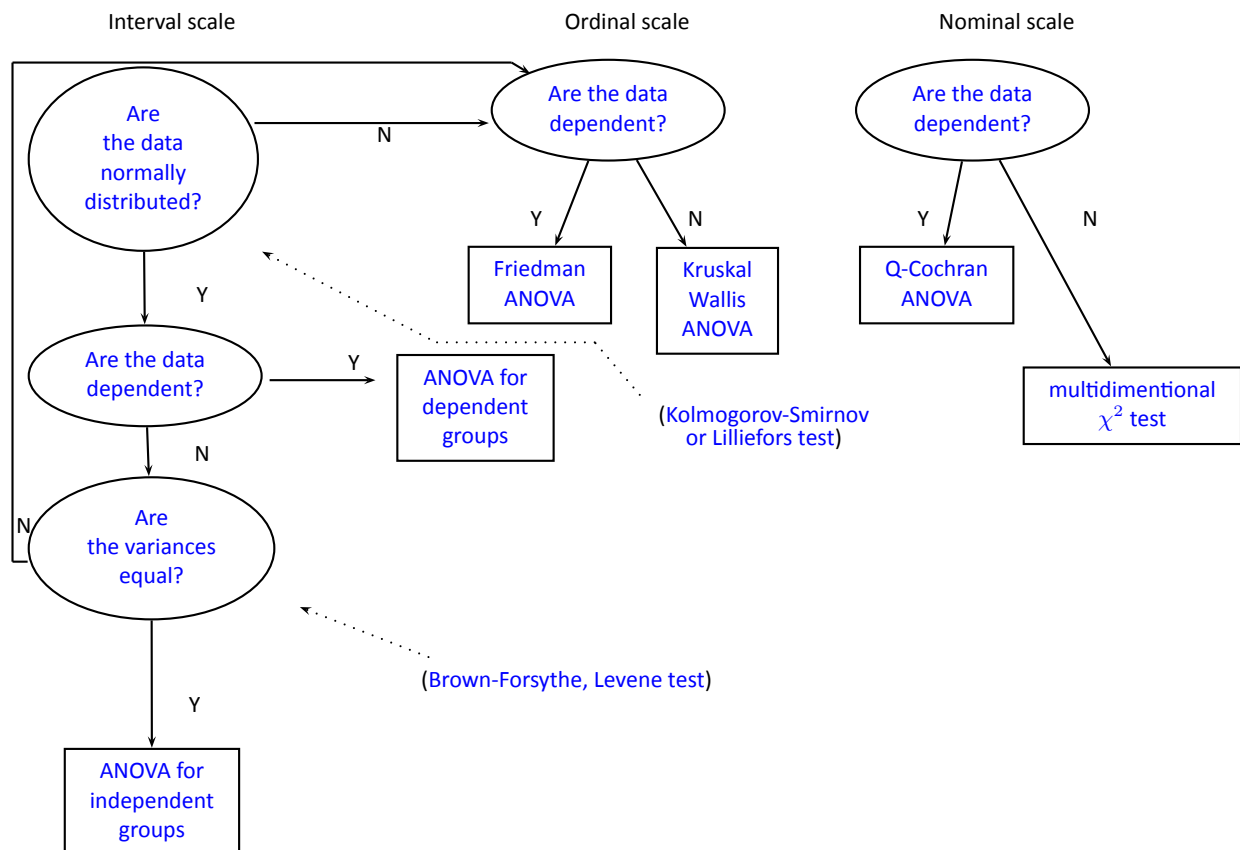 Interval scale
Ordinal scale
Nominal scale
Are
the data
normally
distributed?
N
Are the data
dependent?
Are the data
dependent?
Y
N
Y
N
Friedman
ANOVA
Kruskal
Wallis
ANOVA
Q-Cochran
ANOVA
Y
Are the data
dependent?
Y
ANOVA for
dependent
groups
(Kolmogorov-Smirnov
or Lilliefors test)
multidimentional
χ² test
N
N
Are
the variances
equal?
(Brown-Forsythe, Levene test)
Y
ANOVA for
independent
groups